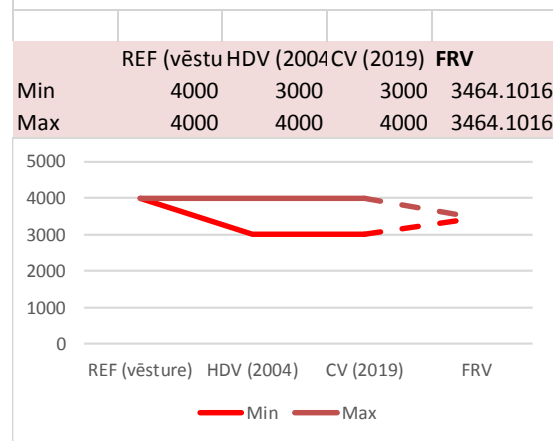 REF (vēstu HDV (2004 CV (2019) FRV
Min 4000 3000 3000 3464.1016
Max 4000 4000 4000 3464.1016
5000
4000
3000
2000
1000
0
REF (vēsture) HDV (2004) CV (2019) FRV
Min Max